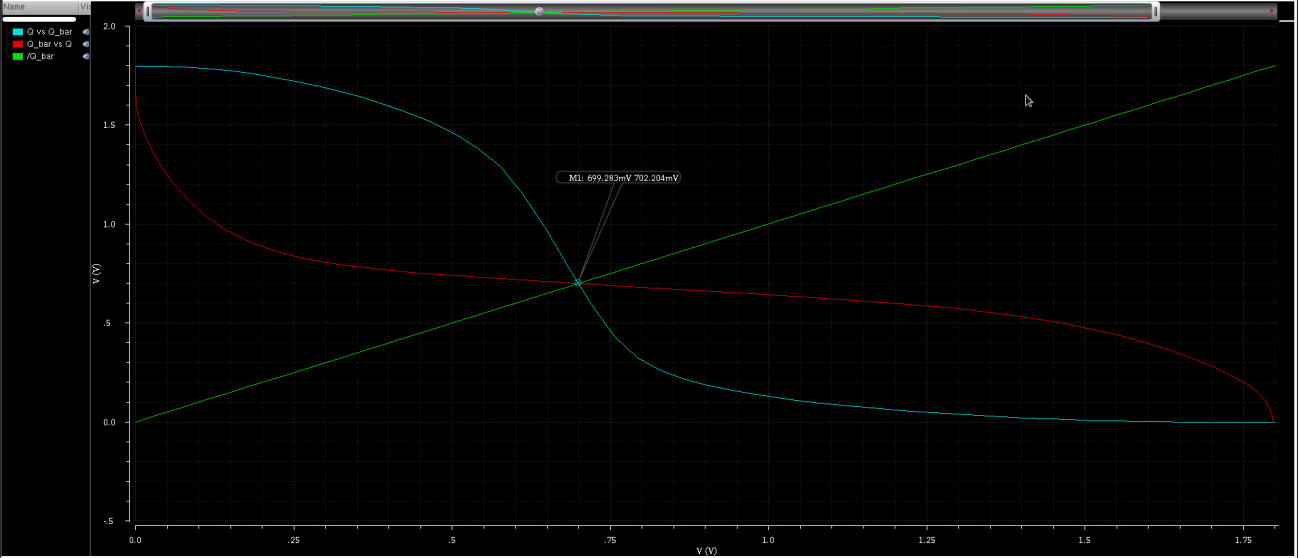 Name Vis
Q vs Q_bar
Q_bar vs Q
/Q_bar
2.0
1.5
1.0
.5
0.0
-.5
V (V)
M1: 699.283mV 702.204mV
0.0 .25 .5 .75 1.0 1.25 1.5 1.75
V (V)